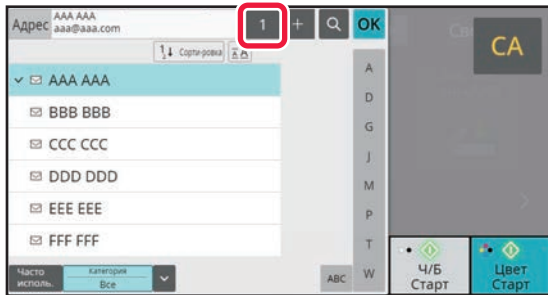 Адрес
AAA AAA
aaa@aaa.com
1
+
OK
CA
Сорти-ровка
AAA AAA
BBB BBB
CCC CCC
DDD DDD
EEE EEE
FFF FFF
A
D
G
J
M
P
T
W
Часто
исполь.
Категория
Все
ABC
Ч/Б
Старт
Цвет
Старт